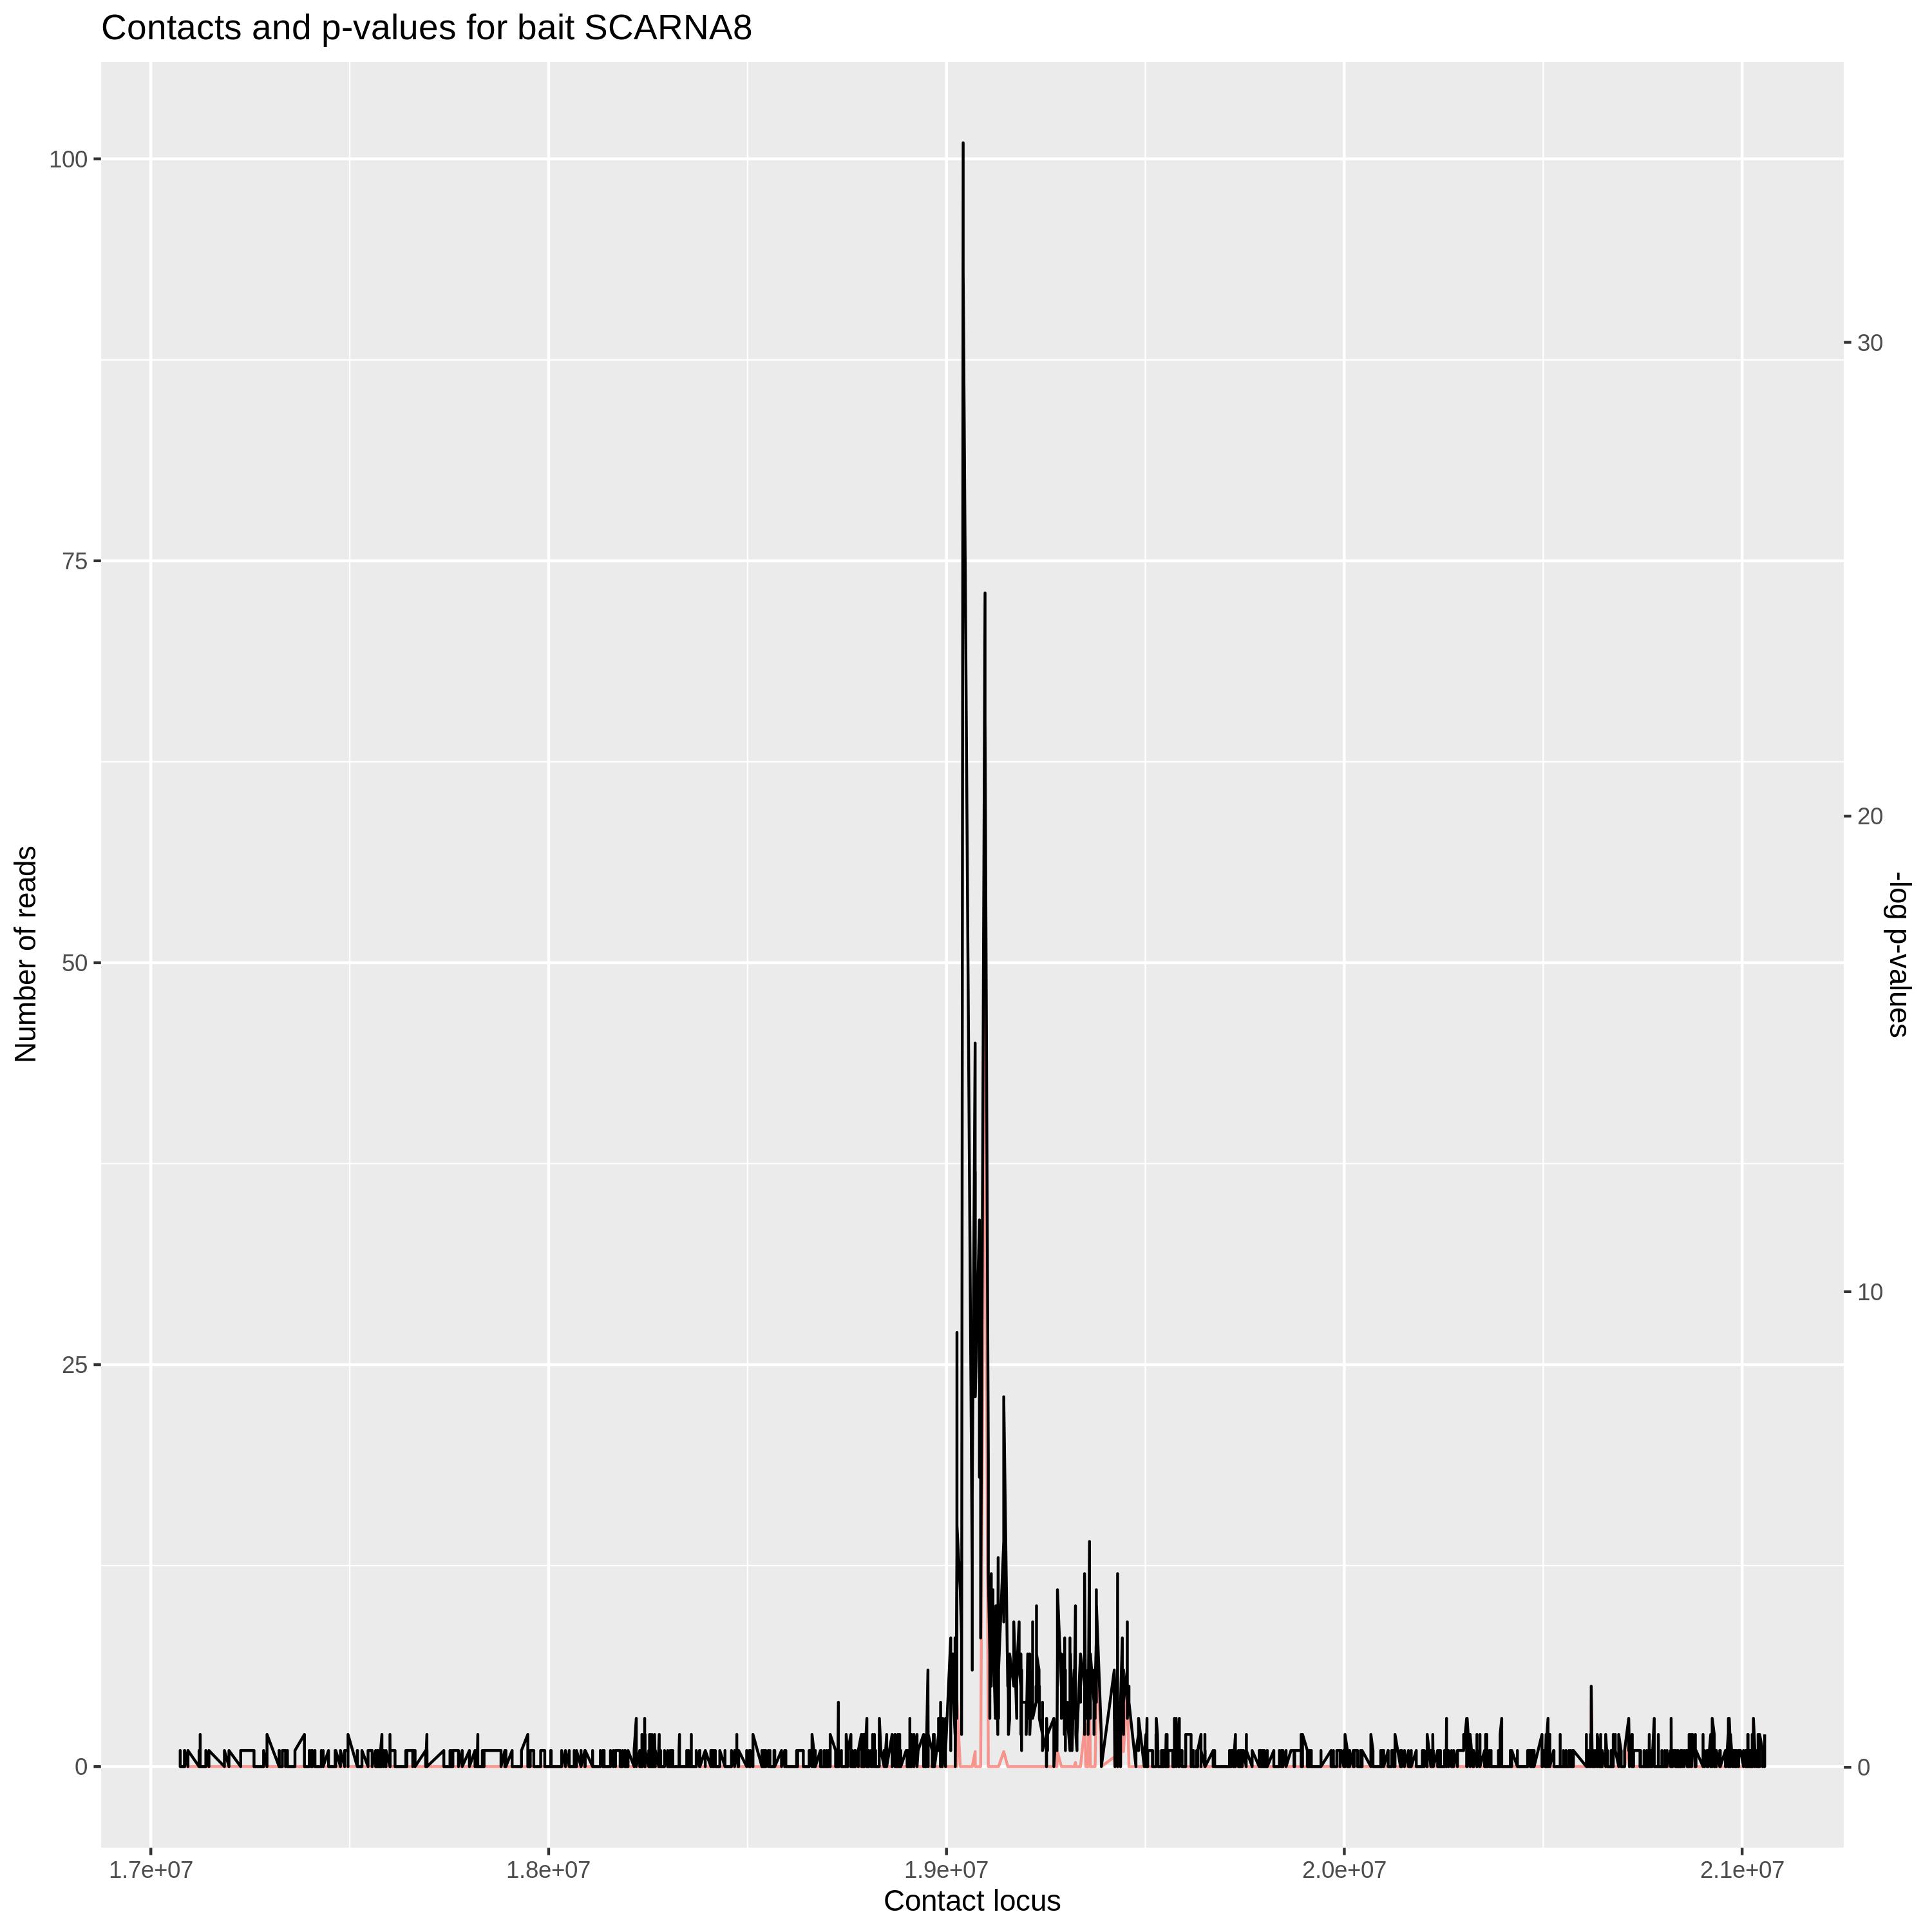 Contacts and p-values for bait SCARNA8
100
75
50
25
0
30
20
10
0
Number of reads
-log p-values
1.7e+07 1.8e+07 1.9e+07 2.0e+07 2.1e+07
Contact locus